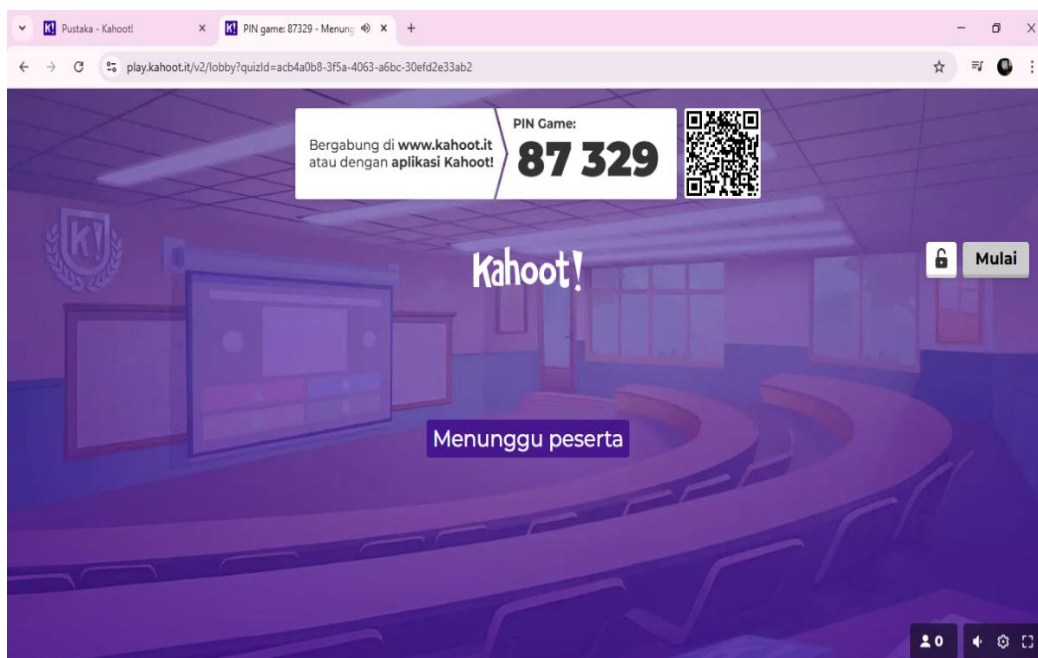 Pustaka - Kahoot!
PIN game: 87329 - Menung
play.kahoot.it/v2/lobby?quizId=acb4a0b8-3f5a-4063-a6bc-30efd2e33ab2
Bergabung di www.kahoot.it
atau dengan aplikasi Kahoot!
PIN Game:
87 329
K!
Kahoot!
Mulai
Menunggu peserta
0